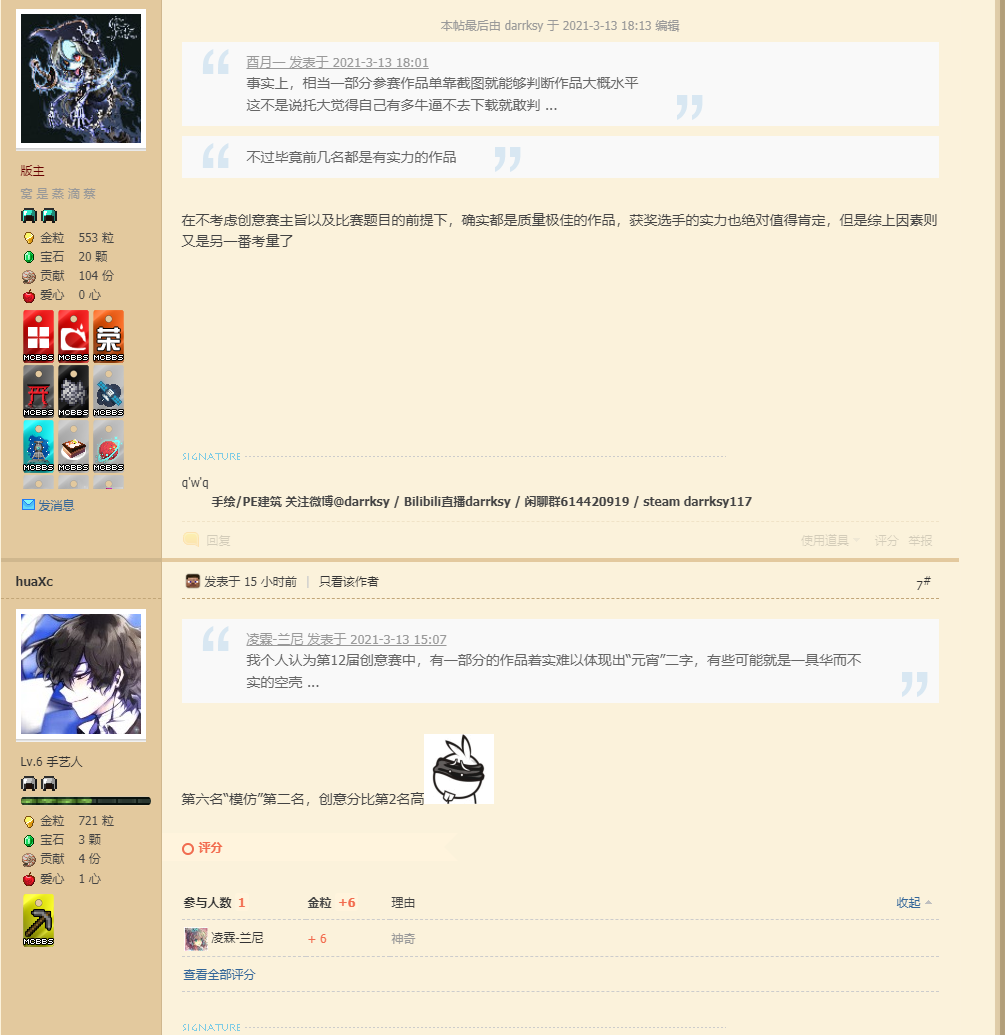 本帖最后由 darrksy 于 2021-3-13 18:13 编辑
酉月一 发表于 2021-3-13 18:01
事实上，相当一部分参赛作品单靠截图就能够判断作品大概水平
这不是说托大觉得自己有多牛逼不去下载就敢判 ...
不过毕竟前几名都是有实力的作品
版主
窝 是 蒸 滴 蔡
金粒 553 粒
宝石 20 颗
贡献 104 份
爱心 0 心
MCBBS MCBBS 荣 MCBBS
MCBBS MCBBS MCBBS
MCBBS MCBBS MCBBS
发消息
在不考虑创意赛主旨以及比赛题目的前提下，确实都是质量极佳的作品，获奖选手的实力也绝对值得肯定，但是综上因素则
又是另一番考量了
SIGNATURE
q'w'q
手绘/PE建筑 关注微博@darrksy / Bilibili直播darrksy / 闲聊群614420919 / steam darrksy117
回复 使用道具 评分 举报
huaXc
发表于 15 小时前 | 只看该作者 7#
凌霖-兰尼 发表于 2021-3-13 15:07
我个人认为第12届创意赛中，有一部分的作品着实难以体现出“元宵”二字，有些可能就是一具华而不
实的空壳 ...
Lv.6 手艺人
金粒 721 粒
宝石 3 颗
贡献 4 份
爱心 1 心
MCBBS
第六名“模仿”第二名，创意分比第2名高
评分
参与人数 1 金粒 +6 理由 收起
凌霖-兰尼 + 6 神奇
查看全部评分
SIGNATURE